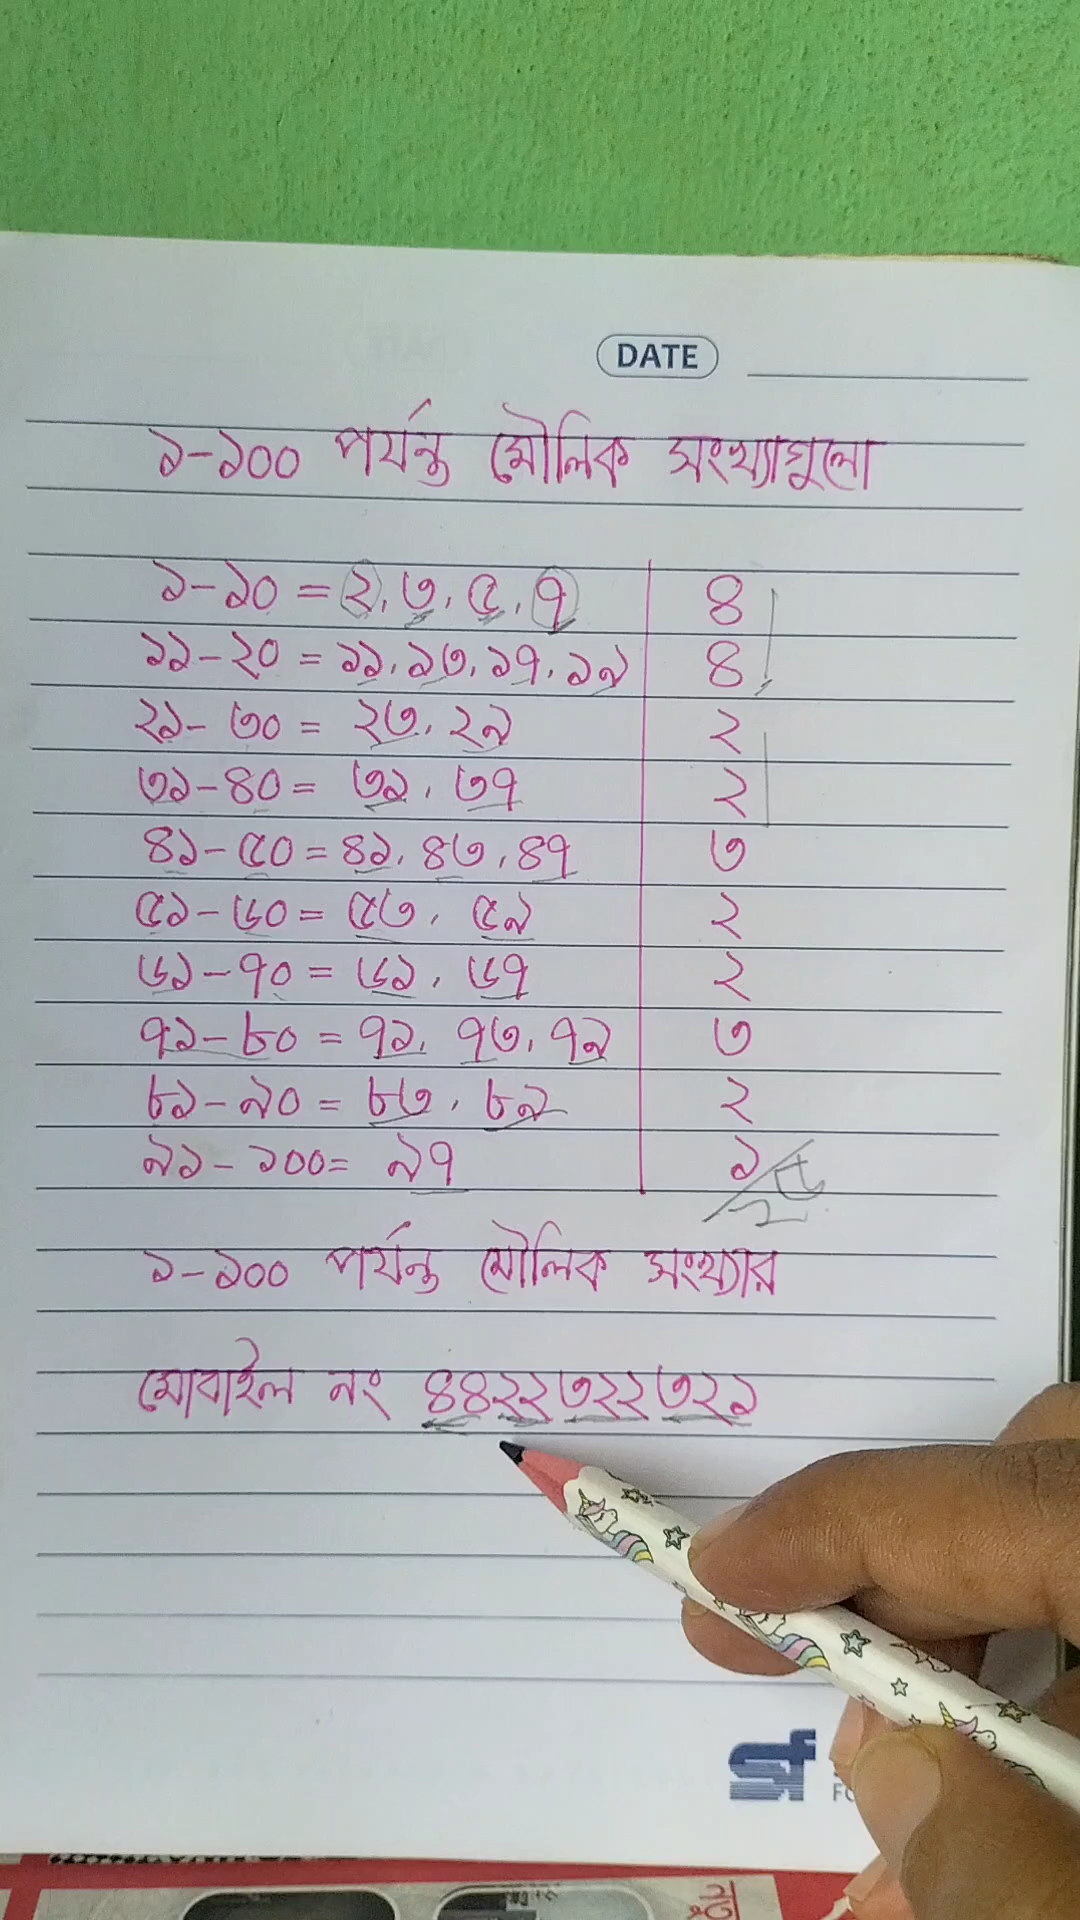 DATE
১-১০০ পর্যন্ত মৌলিক সংখ্যাগুলো
১-১০ = ২, ৩, ৫, ৭ ৪
১১-২০ = ১১, ১৩, ১৭, ১৯ ৪
২১-৩০ = ২৩, ২৯ ২
৩১-৪০ = ৩১, ৩৭ ২
৪১-৫০ = ৪১, ৪৩, ৪৭ ৩
৫১-৬০ = ৫৩, ৫৯ ২
৬১-৭০ = ৬১, ৬৭ ২
৭১-৮০ = ৭১, ৭৩, ৭৯ ৩
৮১-৯০ = ৮৩, ৮৯ ২
৯১-১০০ = ৯৭ ১
২৫
১-১০০ পর্যন্ত মৌলিক সংখ্যার
মোবাইল নং ৪৪২২৩২২৩২১
sf